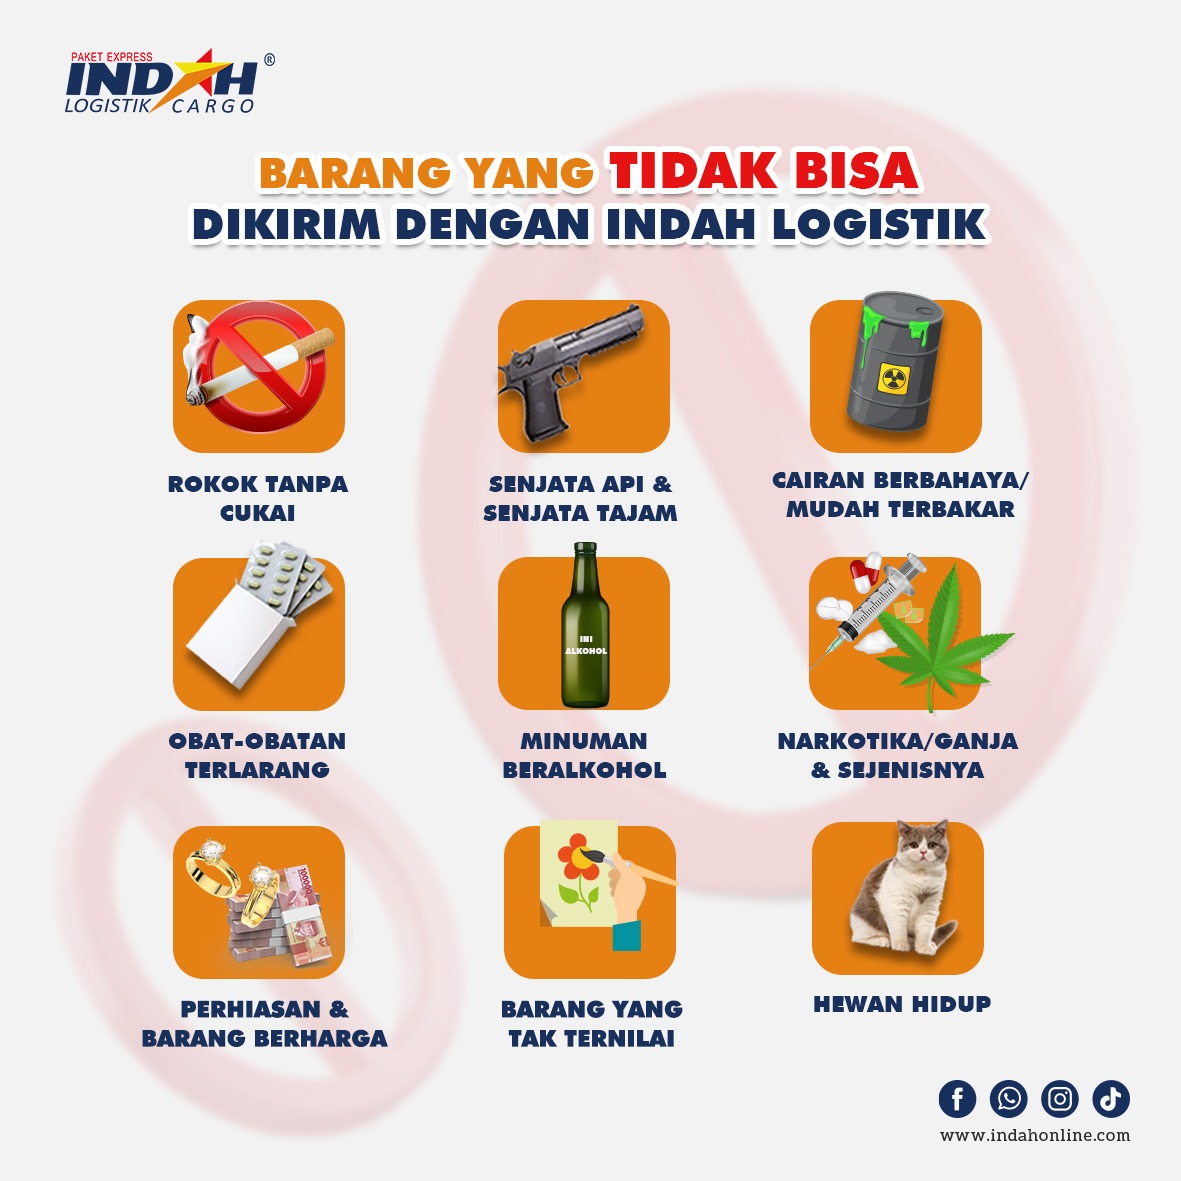 PAKET EXPRESS
INDAH ®
LOGISTIK CARGO
BARANG YANG TIDAK BISA
DIKIRIM DENGAN INDAH LOGISTIK
ROKOK TANPA
CUKAI
SENJATA API &
SENJATA TAJAM
CAIRAN BERBAHAYA/
MUDAH TERBAKAR
OBAT-OBATAN
TERLARANG
INI
ALKOHOL
MINUMAN
BERALKOHOL
NARKOTIKA/GANJA
& SEJENISNYA
PERHIASAN &
BARANG BERHARGA
BARANG YANG
TAK TERNILAI
HEWAN HIDUP
www.indahonline.com